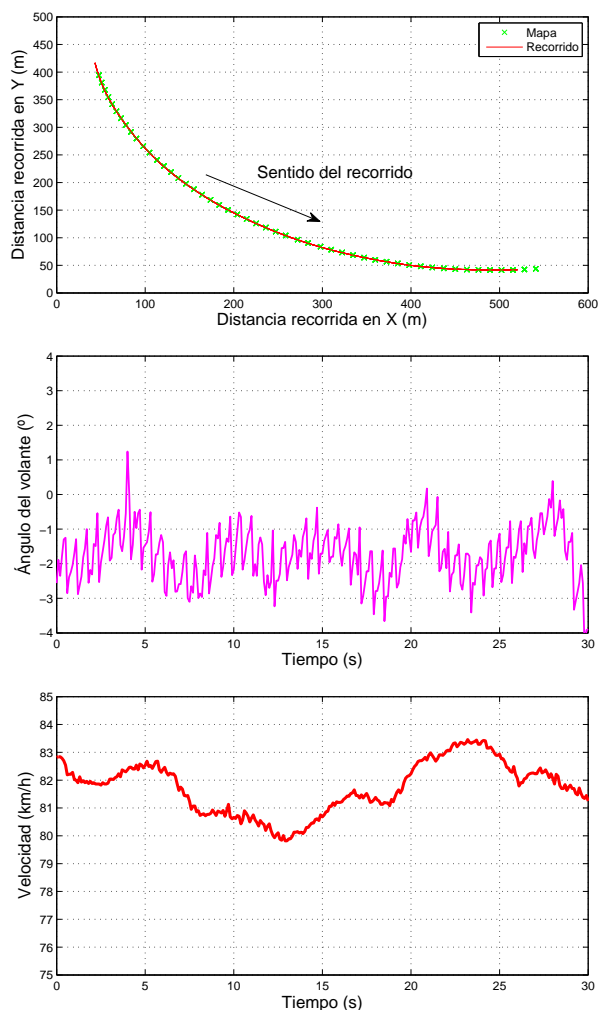 500
450
400
350
300
250
200
150
100
50
0
0 100 200 300 400 500 600
Distancia recorrida en X (m)
Distancia recorrida en Y (m)
Mapa
Recorrido
Sentido del recorrido
4
3
2
1
0
−1
−2
−3
−4
0 5 10 15 20 25 30
Tiempo (s)
Ángulo del volante (º)
85
84
83
82
81
80
79
78
77
76
75
0 5 10 15 20 25 30
Tiempo (s)
Velocidad (km/h)